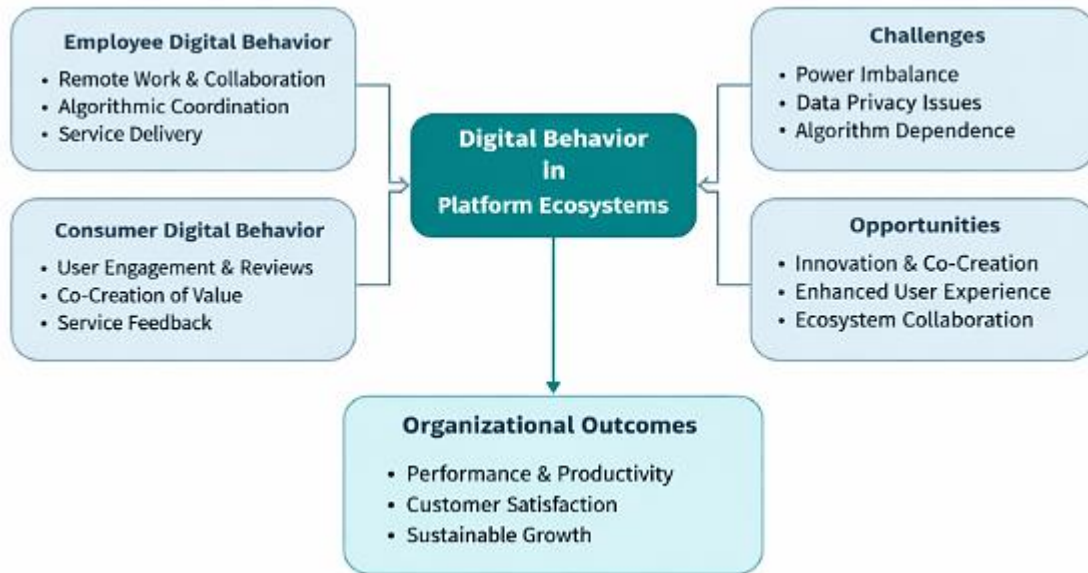 Employee Digital Behavior
• Remote Work & Collaboration
• Algorithmic Coordination
• Service Delivery
Consumer Digital Behavior
• User Engagement & Reviews
• Co-Creation of Value
• Service Feedback
Digital Behavior
in
Platform Ecosystems
Challenges
• Power Imbalance
• Data Privacy Issues
• Algorithm Dependence
Opportunities
• Innovation & Co-Creation
• Enhanced User Experience
• Ecosystem Collaboration
Organizational Outcomes
• Performance & Productivity
• Customer Satisfaction
• Sustainable Growth